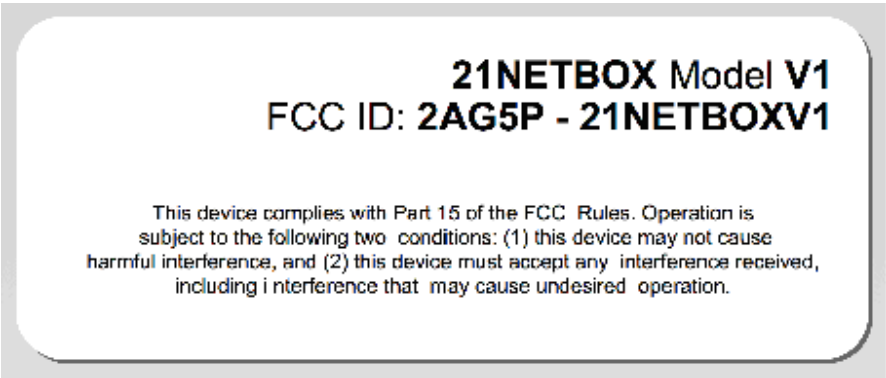 21NETBOX Model V1
FCC ID: 2AG5P - 21NETBOXV1
This device complies with Part 15 of the FCC Rules. Operation is
subject to the following two conditions: (1) this device may not cause
harmful interference, and (2) this device must accept any interference received,
including i nterference that may cause undesired operation.